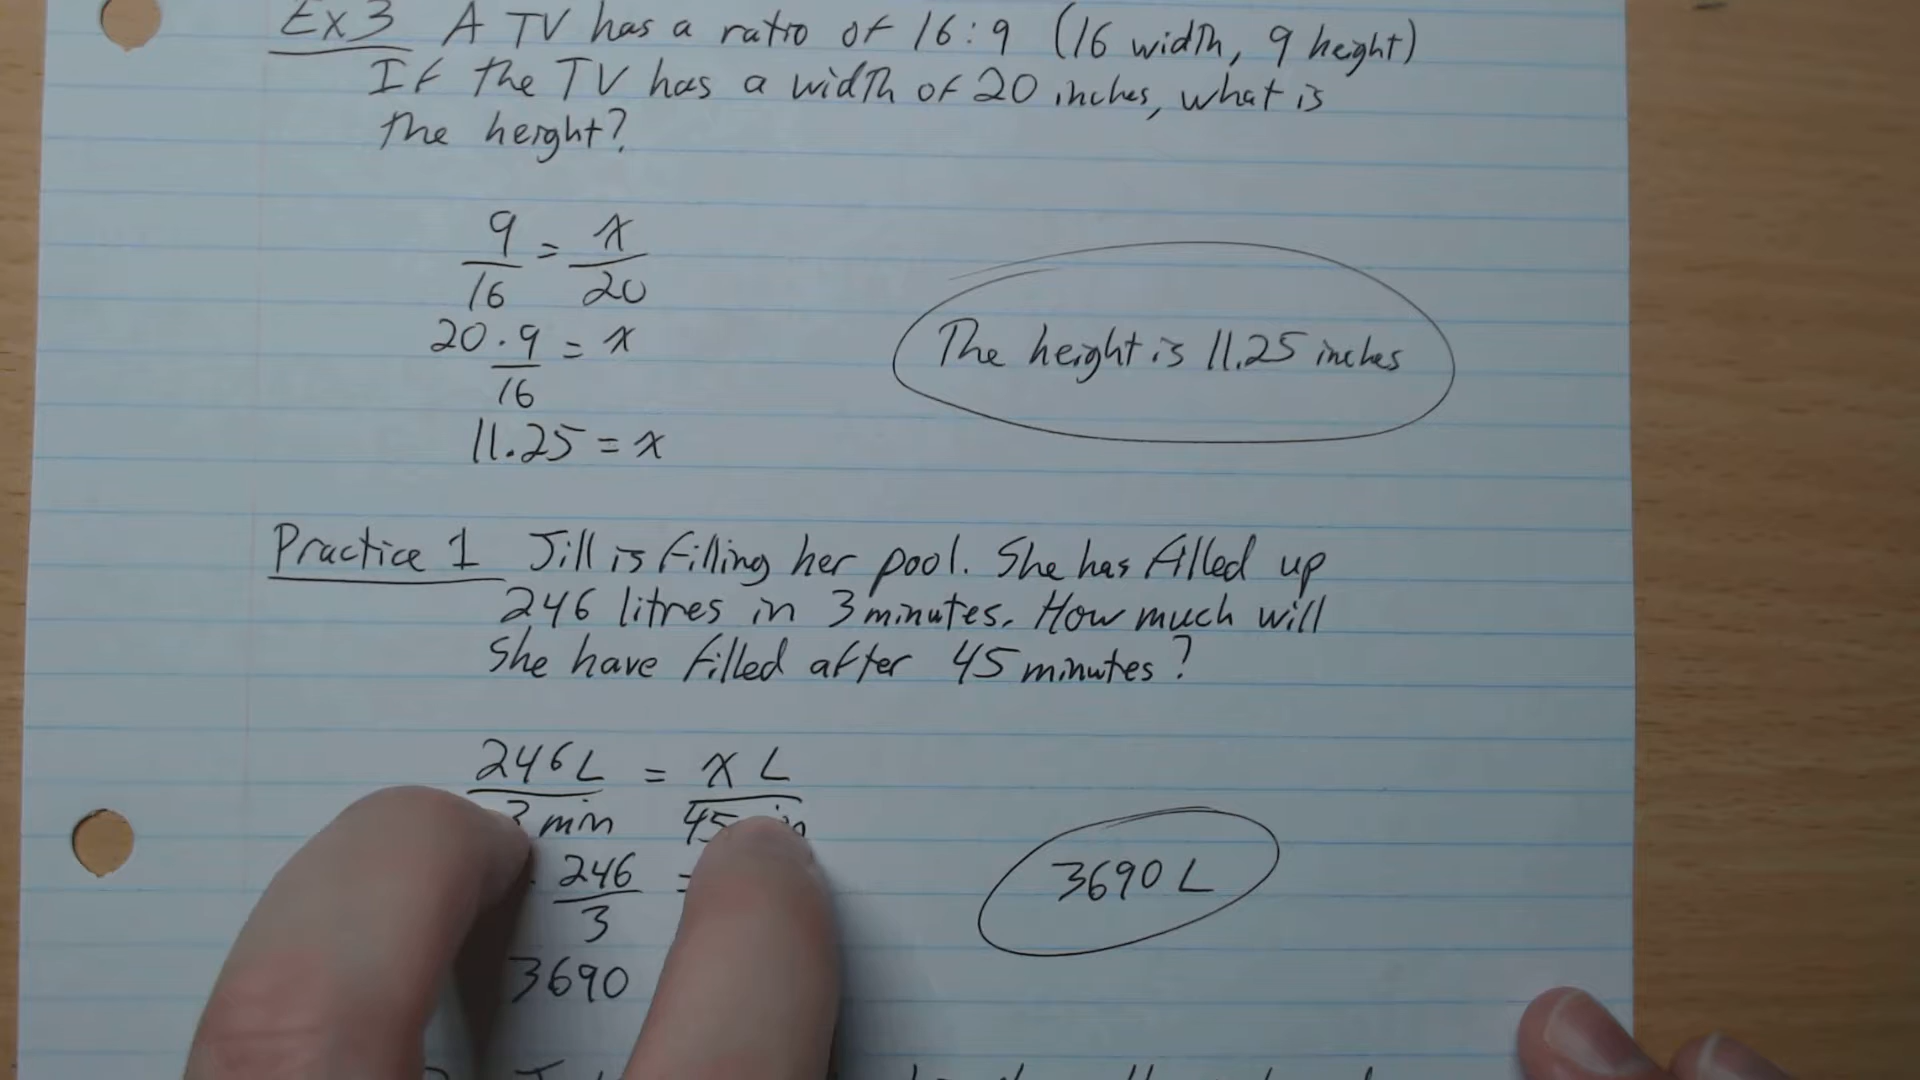 Ex3 A TV has a ratio of 16:9 (16 width, 9 height)
If the TV has a width of 20 inches, what is
the height?
9/16 = x/20
20 · 9/16 = x
11.25 = x
The height is 11.25 inches
Practice 1 Jill is filling her pool. She has filled up
246 litres in 3 minutes. How much will
she have filled after 45 minutes?
246 L/3 min = x L/45 min
· 246/3 =
3690
3690 L